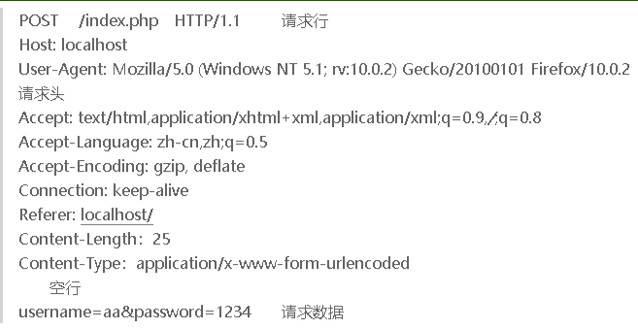 POST /index.php HTTP/1.1 请求行
Host: localhost
User-Agent: Mozilla/5.0 (Windows NT 5.1; rv:10.0.2) Gecko/20100101 Firefox/10.0.2
请求头
Accept: text/html,application/xhtml+xml,application/xml;q=0.9,/;q=0.8
Accept-Language: zh-cn,zh;q=0.5
Accept-Encoding: gzip, deflate
Connection: keep-alive
Referer: localhost/
Content-Length：25
Content-Type：application/x-www-form-urlencoded
空行
username=aa&password=1234 请求数据